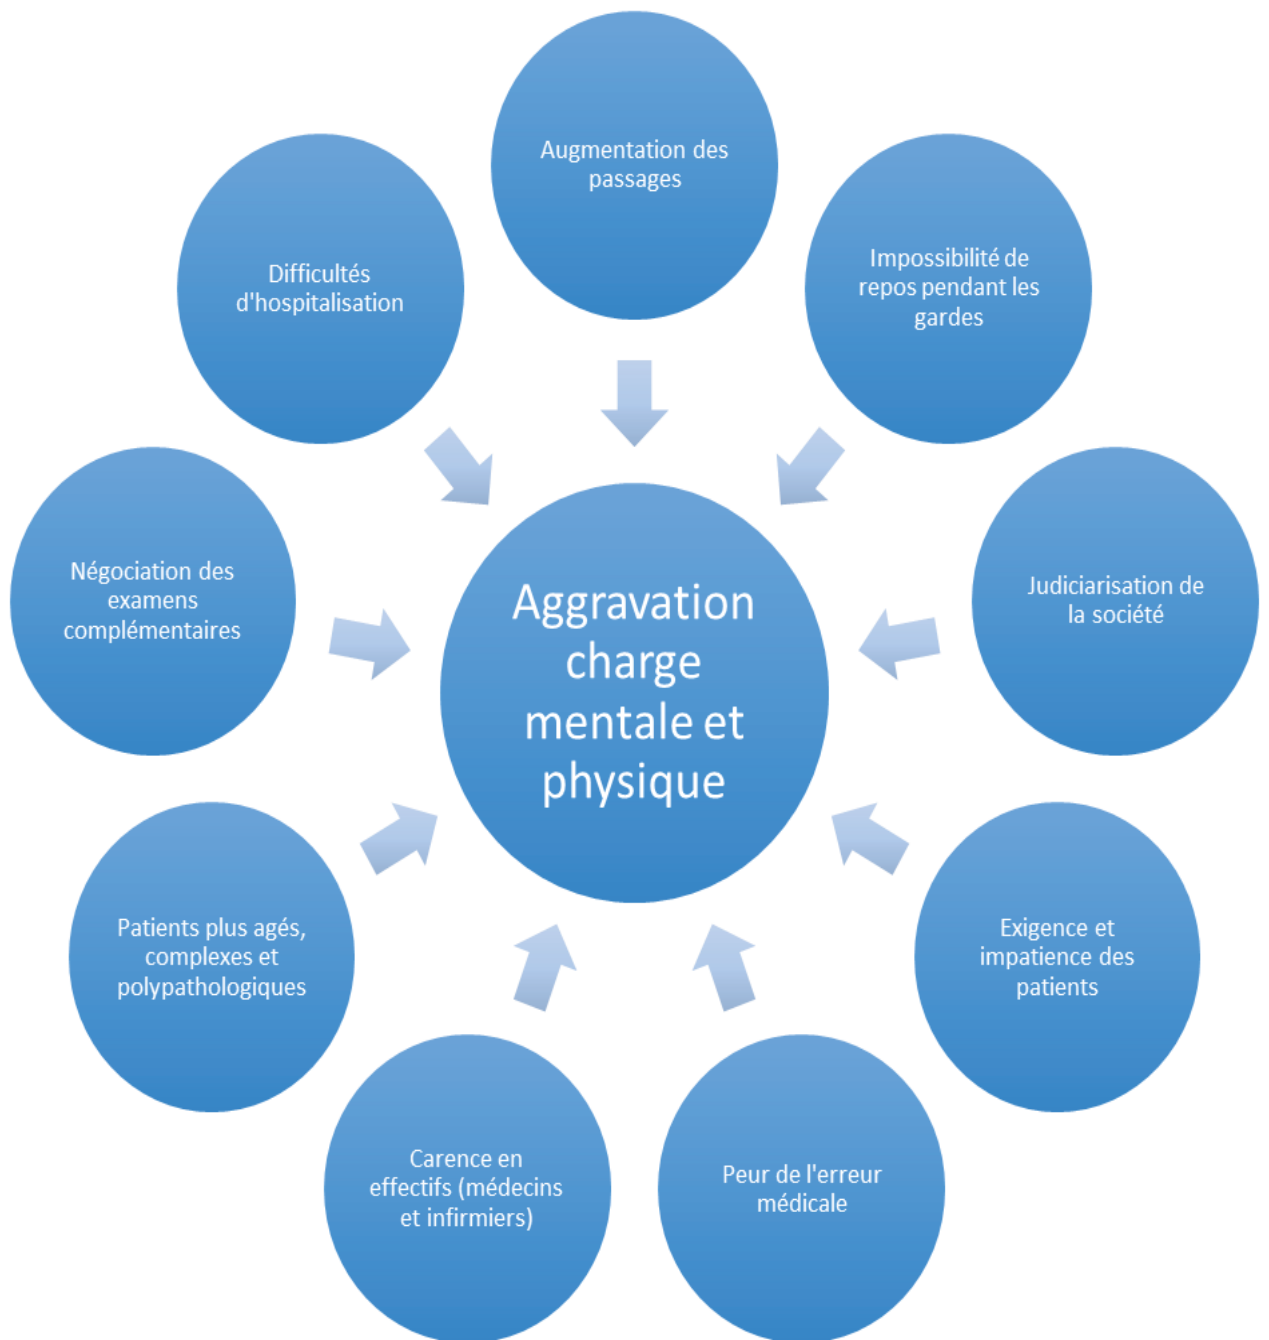 Augmentation des
passages
Impossibilité de
repos pendant les
gardes
Judiciarisation de
la société
Exigence et
impatience des
patients
Peur de l'erreur
médicale
Carence en
effectifs (médecins
et infirmiers)
Patients plus agés,
complexes et
polypathologiques
Négociation des
examens
complémentaires
Difficultés
d'hospitalisation
Aggravation
charge
mentale et
physique